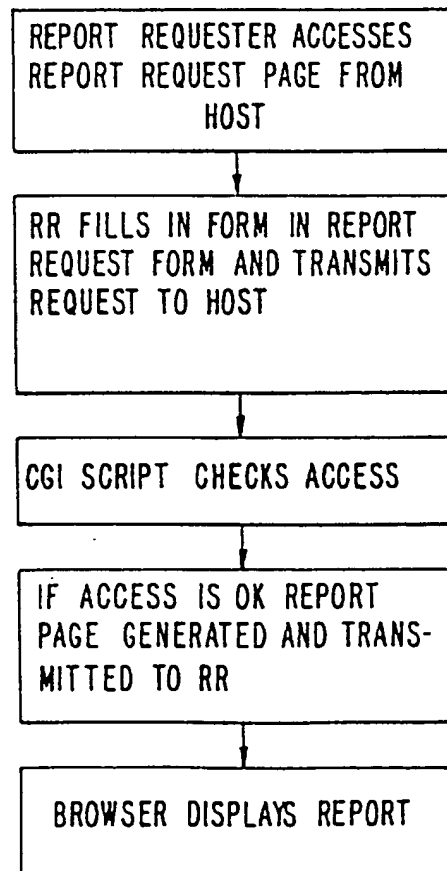 REPORT REQUESTER ACCESSES
REPORT REQUEST PAGE FROM
HOST
RR FILLS IN FORM IN REPORT
REQUEST FORM AND TRANSMITS
REQUEST TO HOST
CGI SCRIPT CHECKS ACCESS
IF ACCESS IS OK REPORT
PAGE GENERATED AND TRANS-
MITTED TO RR
BROWSER DISPLAYS REPORT